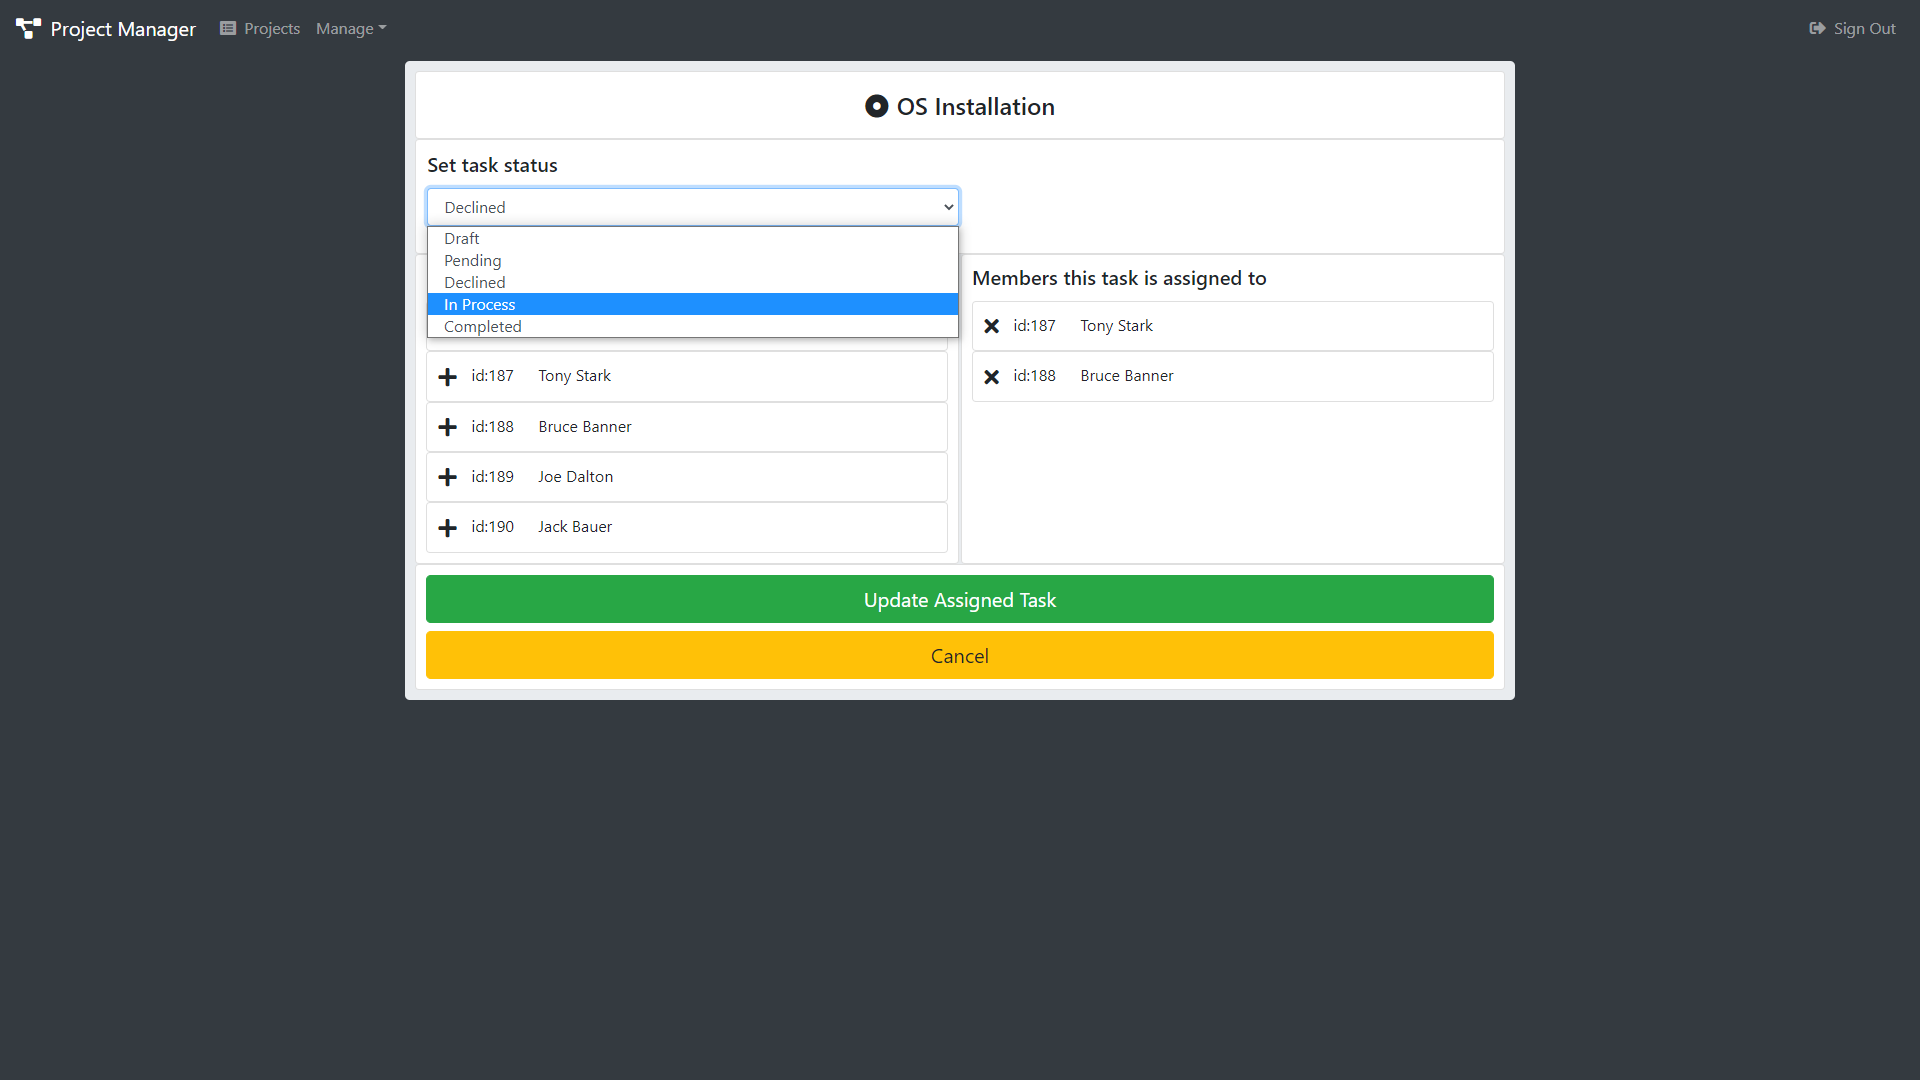 Project Manager Projects Manage Sign Out
OS Installation
Set task status
Declined
Draft
Pending
Declined
In Process
Completed
id:187 Tony Stark
id:188 Bruce Banner
id:189 Joe Dalton
id:190 Jack Bauer
Members this task is assigned to
id:187 Tony Stark
id:188 Bruce Banner
Update Assigned Task
Cancel